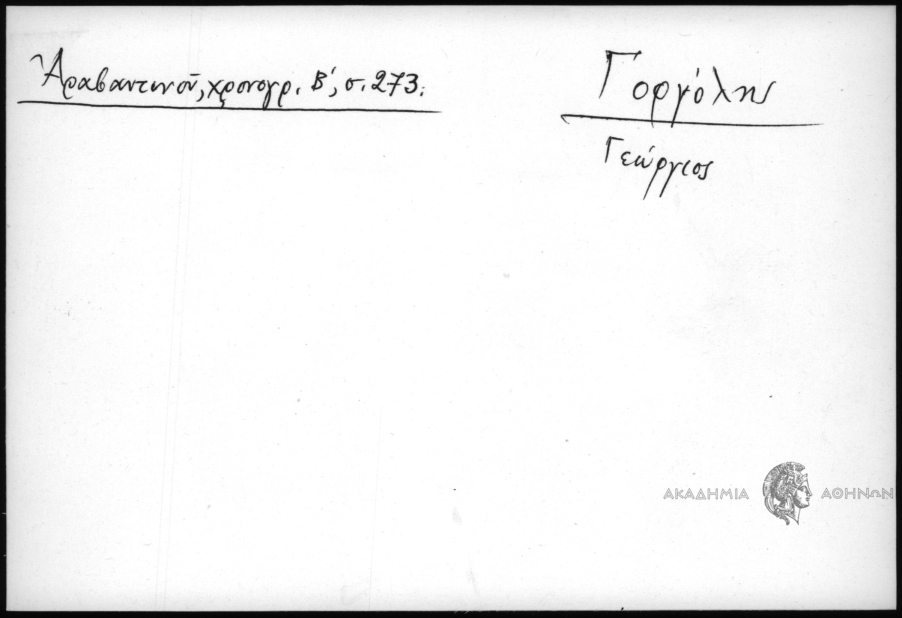 Ἀραβαντινοῦ, χρονογρ. Β', σ. 273.
Γοργόλης
Γεώργιος
ΑΚΑΔΗΜΙΑ ΑΘΗΝΩΝ